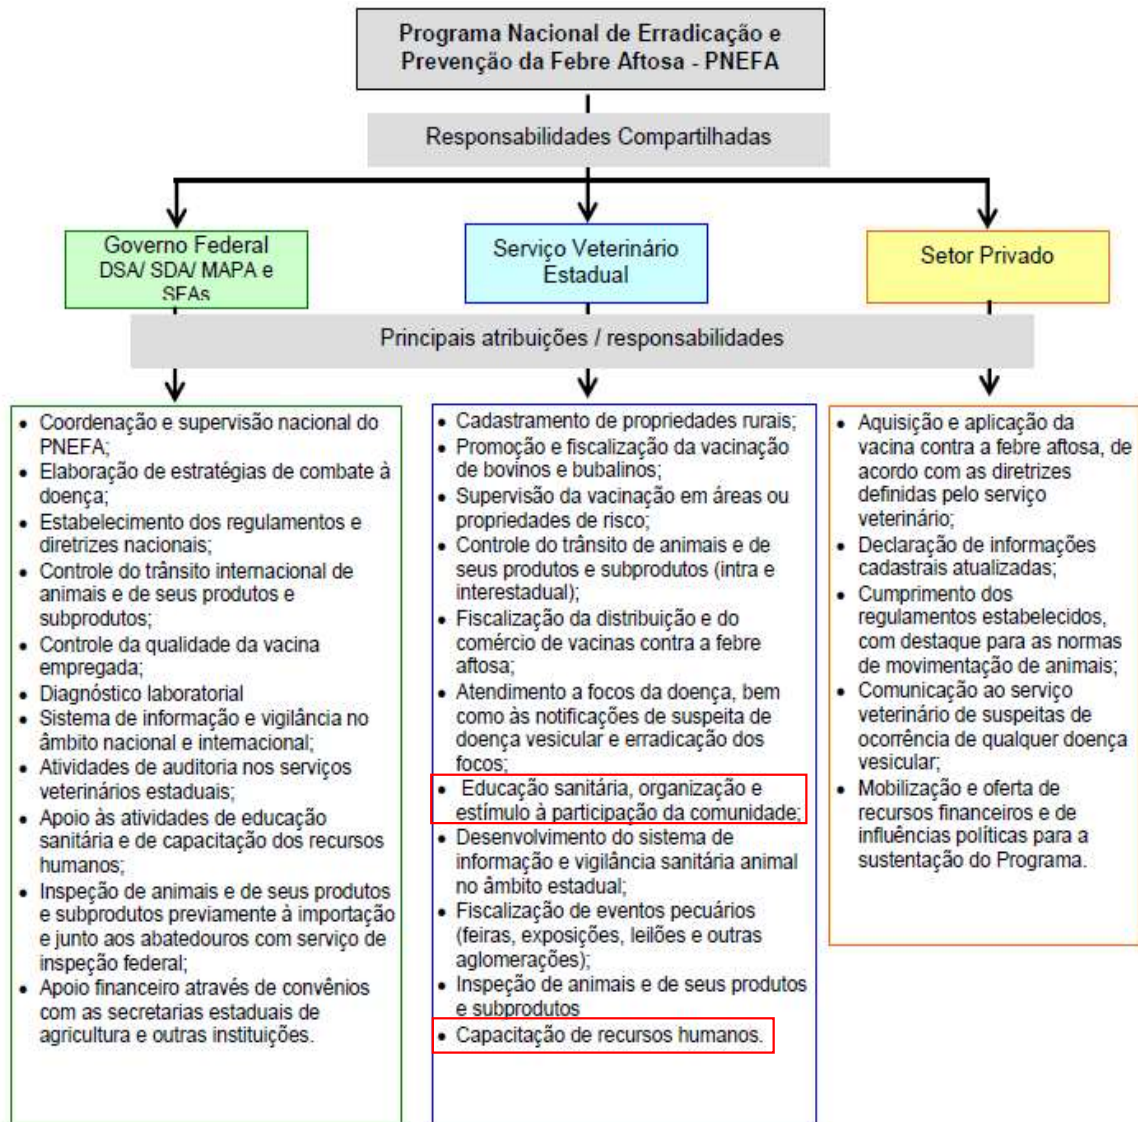 Programa Nacional de Erradicação e
Prevenção da Febre Aftosa - PNEFA
Responsabilidades Compartilhadas
Governo Federal
DSA/ SDA/ MAPA e
SFAs
Serviço Veterinário
Estadual
Setor Privado
Principais atribuições / responsabilidades
• Coordenação e supervisão nacional do
PNEFA;
• Elaboração de estratégias de combate à
doença;
• Estabelecimento dos regulamentos e
diretrizes nacionais;
• Controle do trânsito internacional de
animais e de seus produtos e
subprodutos;
• Controle da qualidade da vacina
empregada;
• Diagnóstico laboratorial
• Sistema de informação e vigilância no
âmbito nacional e internacional;
• Atividades de auditoria nos serviços
veterinários estaduais;
• Apoio às atividades de educação
sanitária e de capacitação dos recursos
humanos;
• Inspeção de animais e de seus produtos
e subprodutos previamente à importação
e junto aos abatedouros com serviço de
inspeção federal;
• Apoio financeiro através de convênios
com as secretarias estaduais de
agricultura e outras instituições.
• Cadastramento de propriedades rurais;
• Promoção e fiscalização da vacinação
de bovinos e bubalinos;
• Supervisão da vacinação em áreas ou
propriedades de risco;
• Controle do trânsito de animais e de
seus produtos e subprodutos (intra e
interestadual);
• Fiscalização da distribuição e do
comércio de vacinas contra a febre
aftosa;
• Atendimento a focos da doença, bem
como às notificações de suspeita de
doença vesicular e erradicação dos
focos;
• Educação sanitária, organização e
estímulo à participação da comunidade;
• Desenvolvimento do sistema de
informação e vigilância sanitária animal
no âmbito estadual;
• Fiscalização de eventos pecuários
(feiras, exposições, leilões e outras
aglomerações);
• Inspeção de animais e de seus produtos
e subprodutos
• Capacitação de recursos humanos.
• Aquisição e aplicação da
vacina contra a febre aftosa, de
acordo com as diretrizes
definidas pelo serviço
veterinário;
• Declaração de informações
cadastrais atualizadas;
• Cumprimento dos
regulamentos estabelecidos,
com destaque para as normas
de movimentação de animais;
• Comunicação ao serviço
veterinário de suspeitas de
ocorrência de qualquer doença
vesicular;
• Mobilização e oferta de
recursos financeiros e de
influências políticas para a
sustentação do Programa.